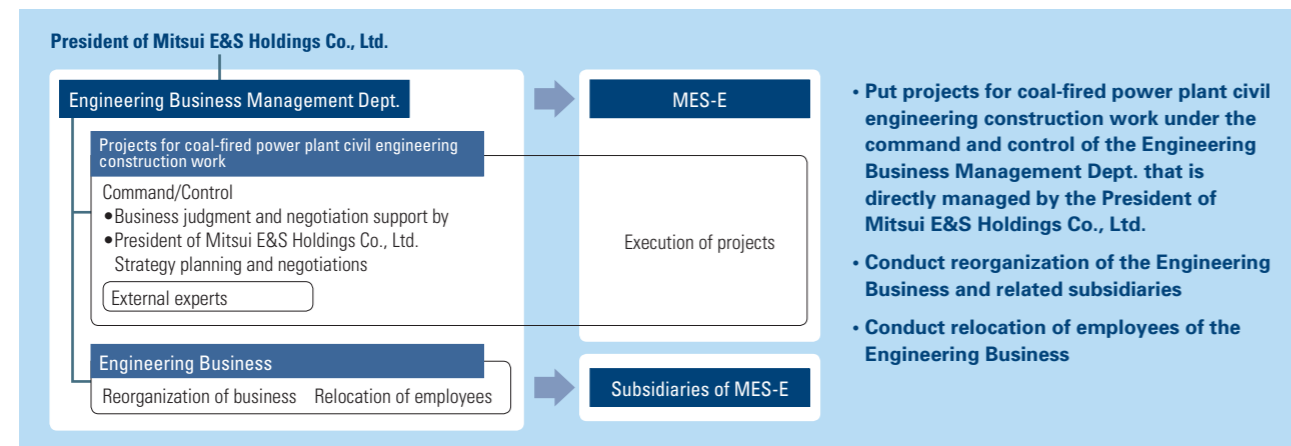 President of Mitsui E&S Holdings Co., Ltd.
Engineering Business Management Dept.
Projects for coal-fired power plant civil engineering
construction work
Command/Control
•Business judgment and negotiation support by
•President of Mitsui E&S Holdings Co., Ltd.
Strategy planning and negotiations
External experts
Engineering Business
Reorganization of business Relocation of employees
MES-E
Execution of projects
Subsidiaries of MES-E
• Put projects for coal-fired power plant civil
engineering construction work under the
command and control of the Engineering
Business Management Dept. that is
directly managed by the President of
Mitsui E&S Holdings Co., Ltd.
• Conduct reorganization of the Engineering
Business and related subsidiaries
• Conduct relocation of employees of the
Engineering Business